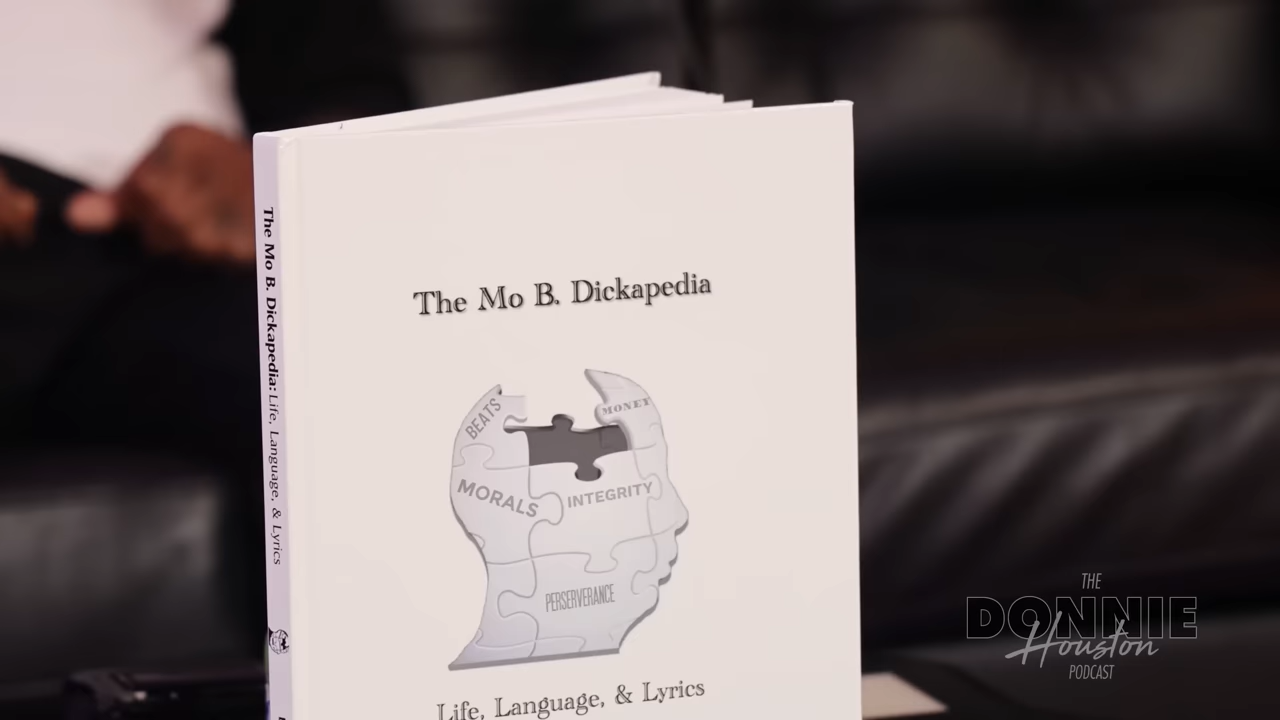 The Mo B. Dickapedia
BEATS
MONEY
MORALS
INTEGRITY
PERSERVERANCE
Life, Language, & Lyrics
The Mo B. Dickapedia: Life, Language, & Lyrics
THE
DONNIE
Houston
PODCAST